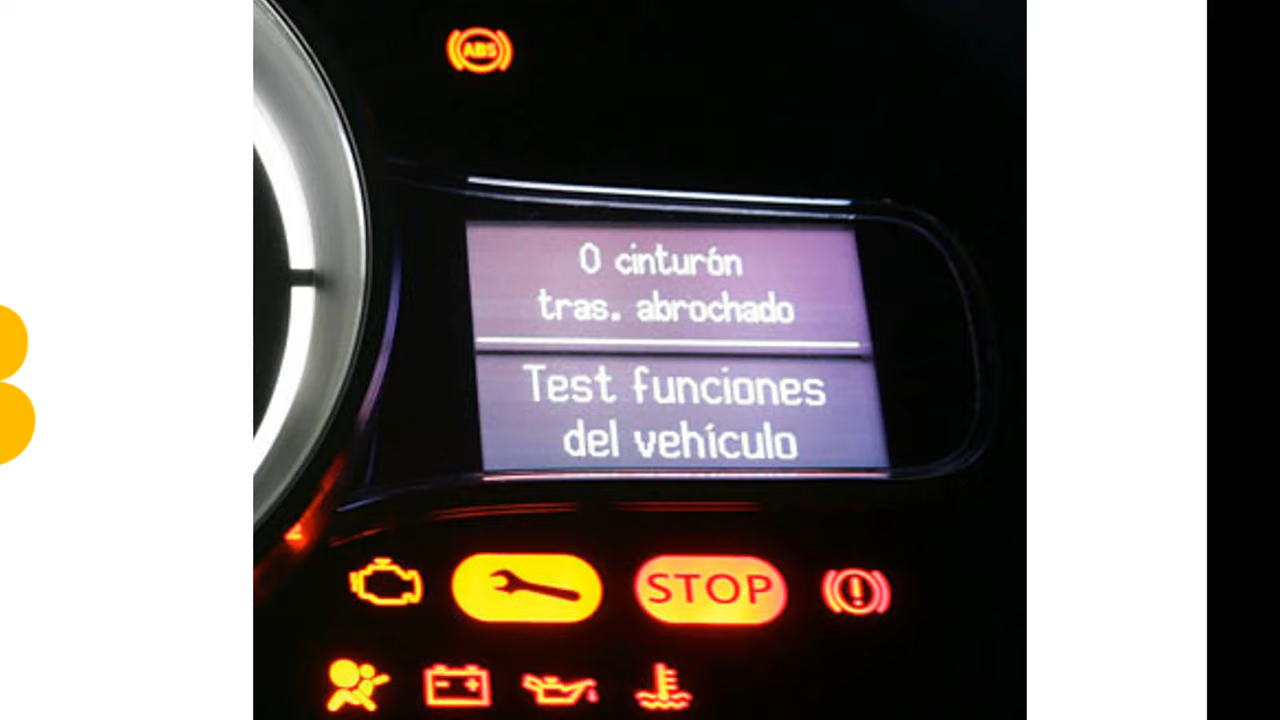 ABS
0 cinturón
tras. abrochado
Test funciones
del vehículo
STOP